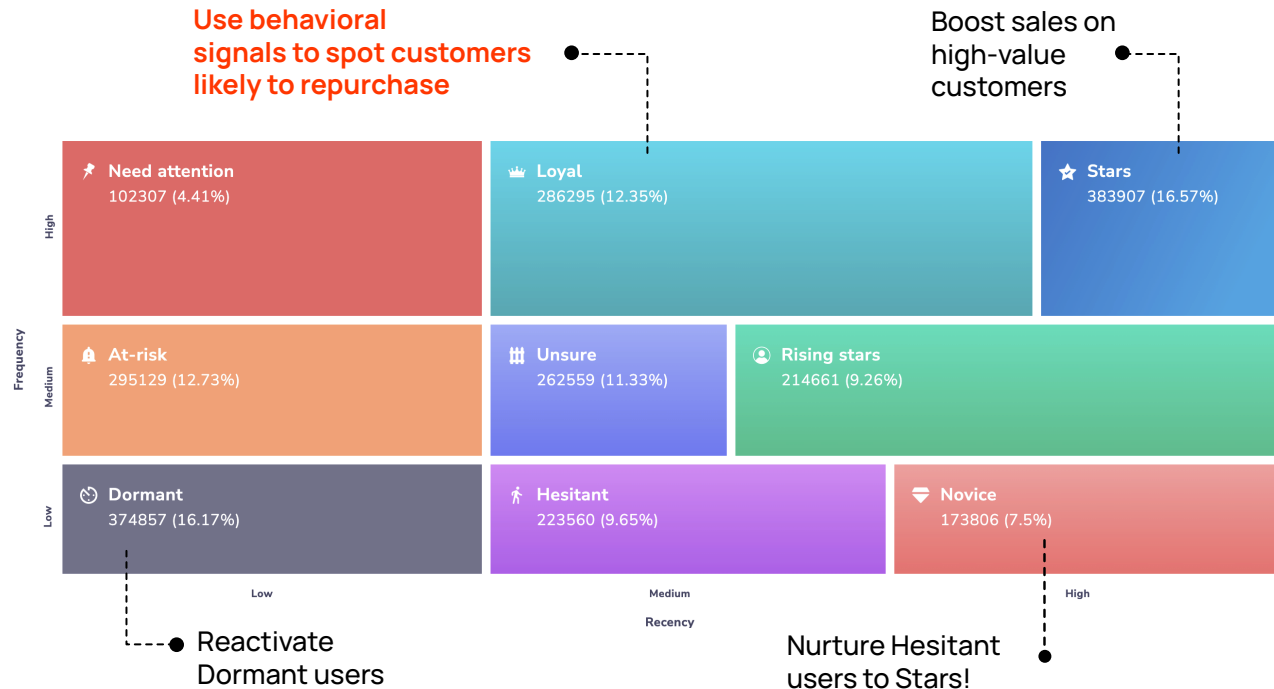 Use behavioral
signals to spot customers
likely to repurchase
Boost sales on
high-value
customers
Need attention
102307 (4.41%)
Loyal
286295 (12.35%)
Stars
383907 (16.57%)
High
At-risk
295129 (12.73%)
Unsure
262559 (11.33%)
Rising stars
214661 (9.26%)
Frequency
Medium
Dormant
374857 (16.17%)
Hesitant
223560 (9.65%)
Novice
173806 (7.5%)
Low
Low
Medium
High
Recency
Reactivate
Dormant users
Nurture Hesitant
users to Stars!